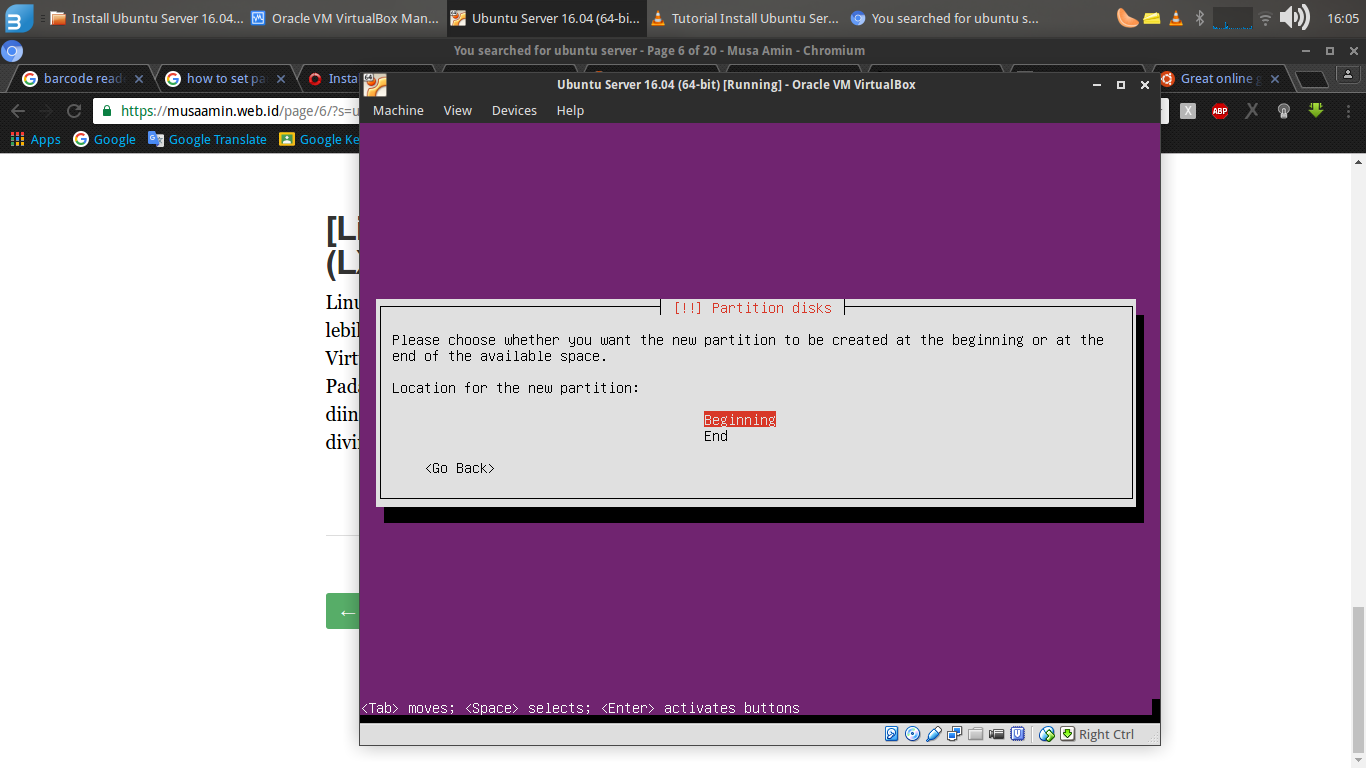 Install Ubuntu Server 16.04...
Oracle VM VirtualBox Man...
Ubuntu Server 16.04 (64-bi...
Tutorial Install Ubuntu Ser...
You searched for ubuntu s...
16:05
You searched for ubuntu server - Page 6 of 20 - Musa Amin - Chromium
barcode read
how to set pa
Insta
Great online g
64
Ubuntu Server 16.04 (64-bit) [Running] - Oracle VM VirtualBox
https://musaamin.web.id/page/6/?s=u
Machine View Devices Help
X
ABP
Apps
Google
Google Translate
Google Ke
[Li
(LX
Linu
lebil
Virt
Pada
diin
divi
←
[!!] Partition disks
Please choose whether you want the new partition to be created at the beginning or at the
end of the available space.
Location for the new partition:
Beginning
End
<Go Back>
<Tab> moves; <Space> selects; <Enter> activates buttons
Right Ctrl